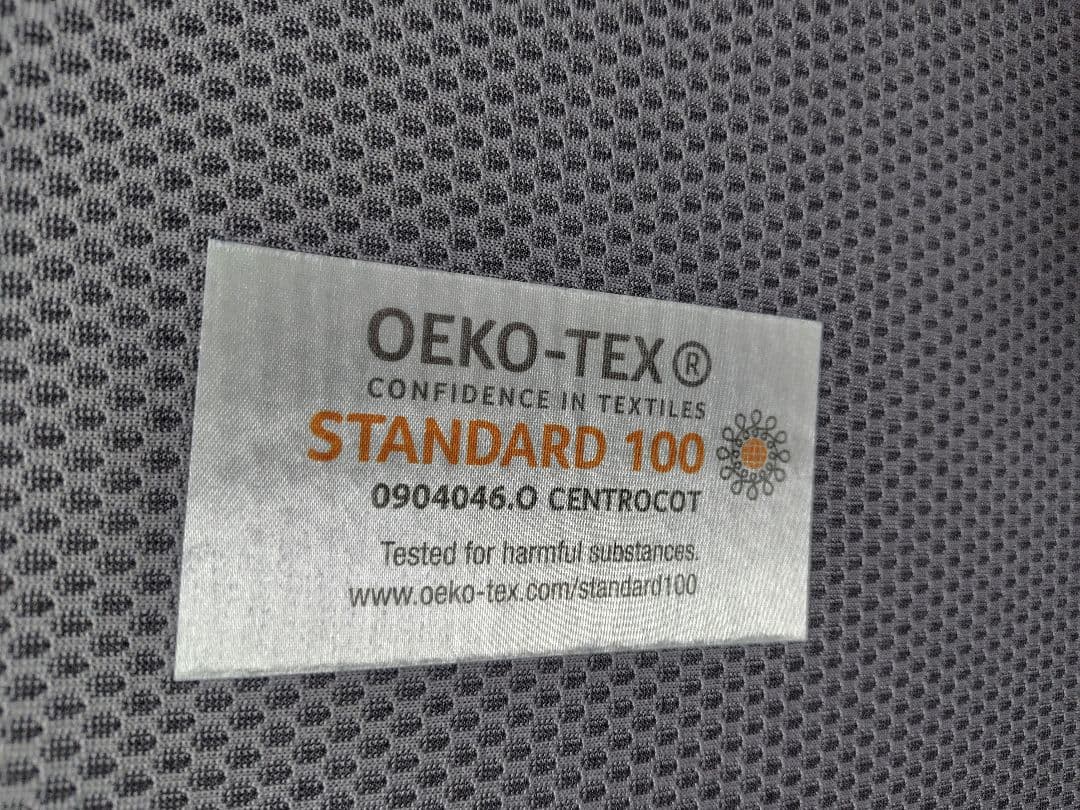 OEKO-TEX®
CONFIDENCE IN TEXTILES
STANDARD 100
0904046.O CENTROCOT
Tested for harmful substances.
www.oeko-tex.com/standard100